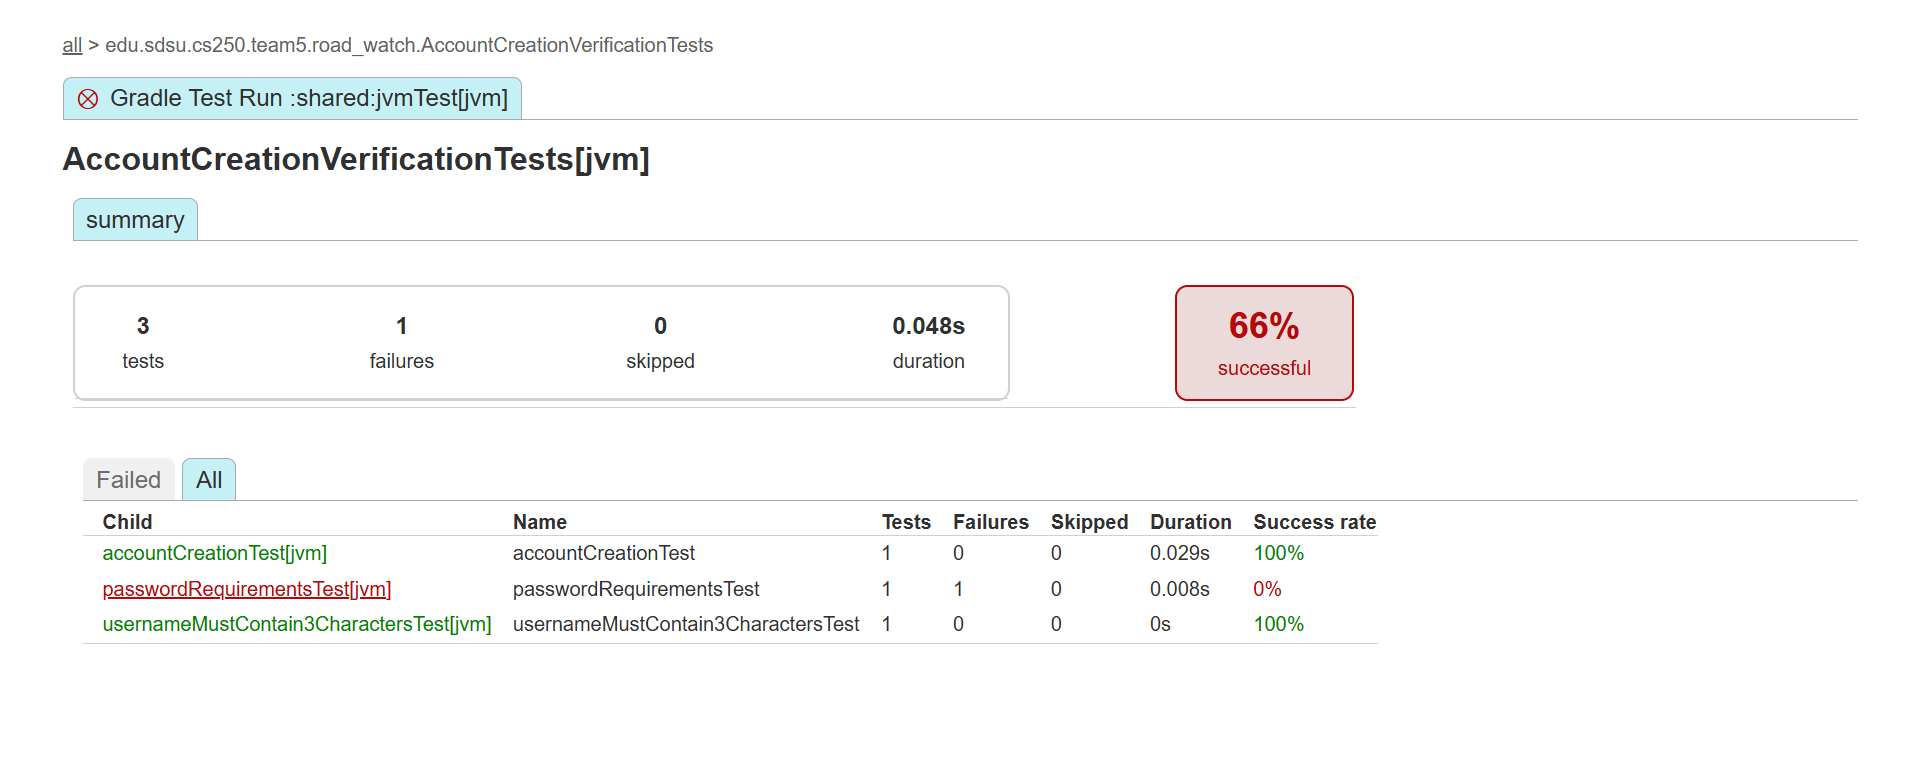 all > edu.sdsu.cs250.team5.road_watch.AccountCreationVerificationTests
Gradle Test Run :shared:jvmTest[jvm]
AccountCreationVerificationTests[jvm]
summary
3 1 0 0.048s 66%
tests failures skipped duration successful
Failed All
Child Name Tests Failures Skipped Duration Success rate
accountCreationTest[jvm] accountCreationTest 1 0 0 0.029s 100%
passwordRequirementsTest[jvm] passwordRequirementsTest 1 1 0 0.008s 0%
usernameMustContain3CharactersTest[jvm] usernameMustContain3CharactersTest 1 0 0 0s 100%